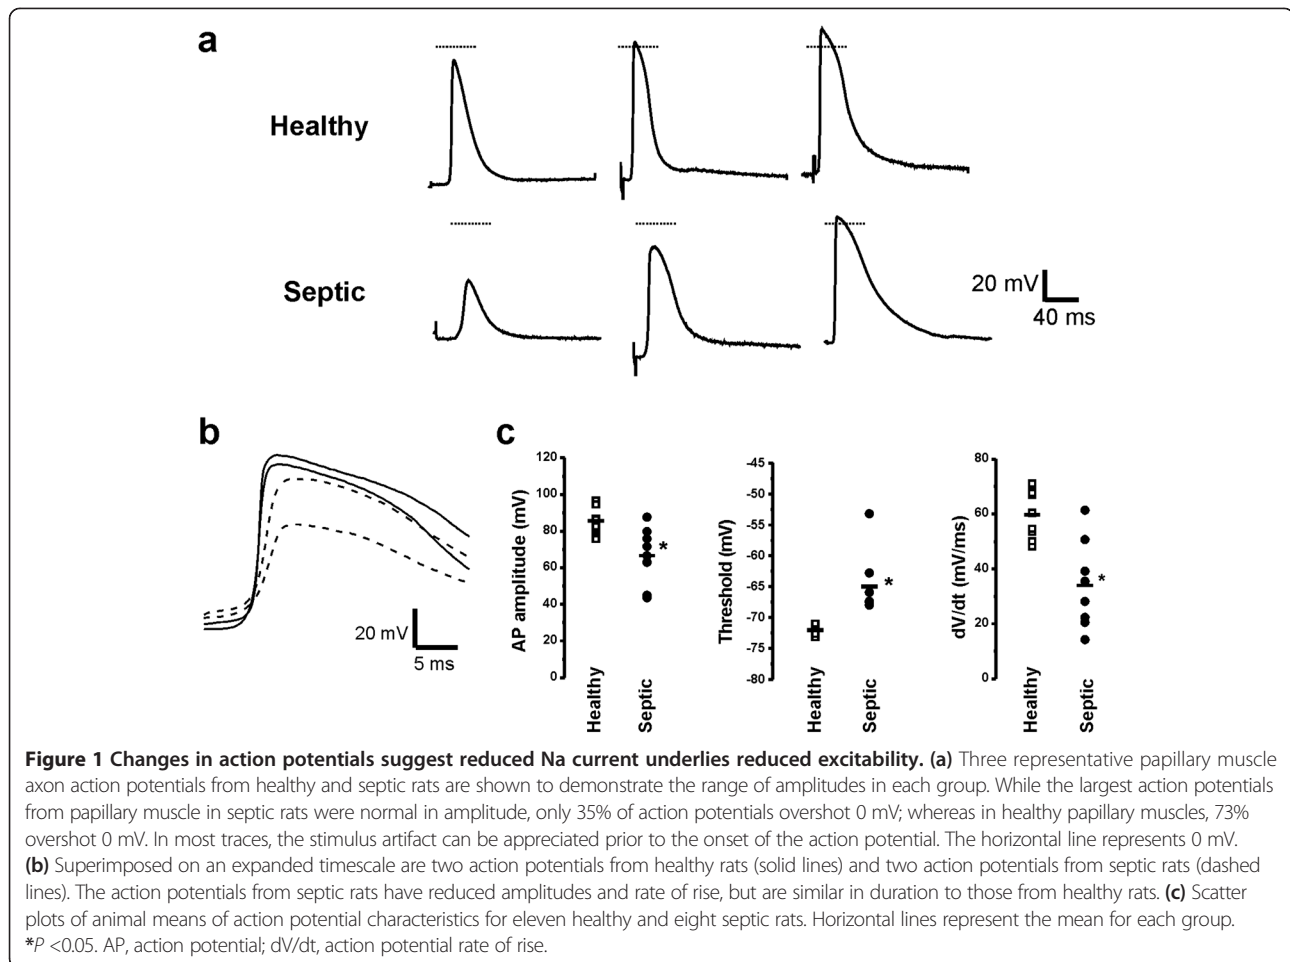 a
Healthy
Septic
20 mV
40 ms
b
20 mV
5 ms
c
AP amplitude (mV)
120
100
80
60
40
20
0
Healthy
Septic
*
Threshold (mV)
-45
-50
-55
-60
-65
-70
-75
-80
Healthy
Septic
*
dV/dt (mV/ms)
80
60
40
20
0
Healthy
Septic
*
Figure 1 Changes in action potentials suggest reduced Na current underlies reduced excitability. (a) Three representative papillary muscle
axon action potentials from healthy and septic rats are shown to demonstrate the range of amplitudes in each group. While the largest action potentials
from papillary muscle in septic rats were normal in amplitude, only 35% of action potentials overshot 0 mV; whereas in healthy papillary muscles, 73%
overshot 0 mV. In most traces, the stimulus artifact can be appreciated prior to the onset of the action potential. The horizontal line represents 0 mV.
(b) Superimposed on an expanded timescale are two action potentials from healthy rats (solid lines) and two action potentials from septic rats (dashed
lines). The action potentials from septic rats have reduced amplitudes and rate of rise, but are similar in duration to those from healthy rats. (c) Scatter
plots of animal means of action potential characteristics for eleven healthy and eight septic rats. Horizontal lines represent the mean for each group.
*P <0.05. AP, action potential; dV/dt, action potential rate of rise.